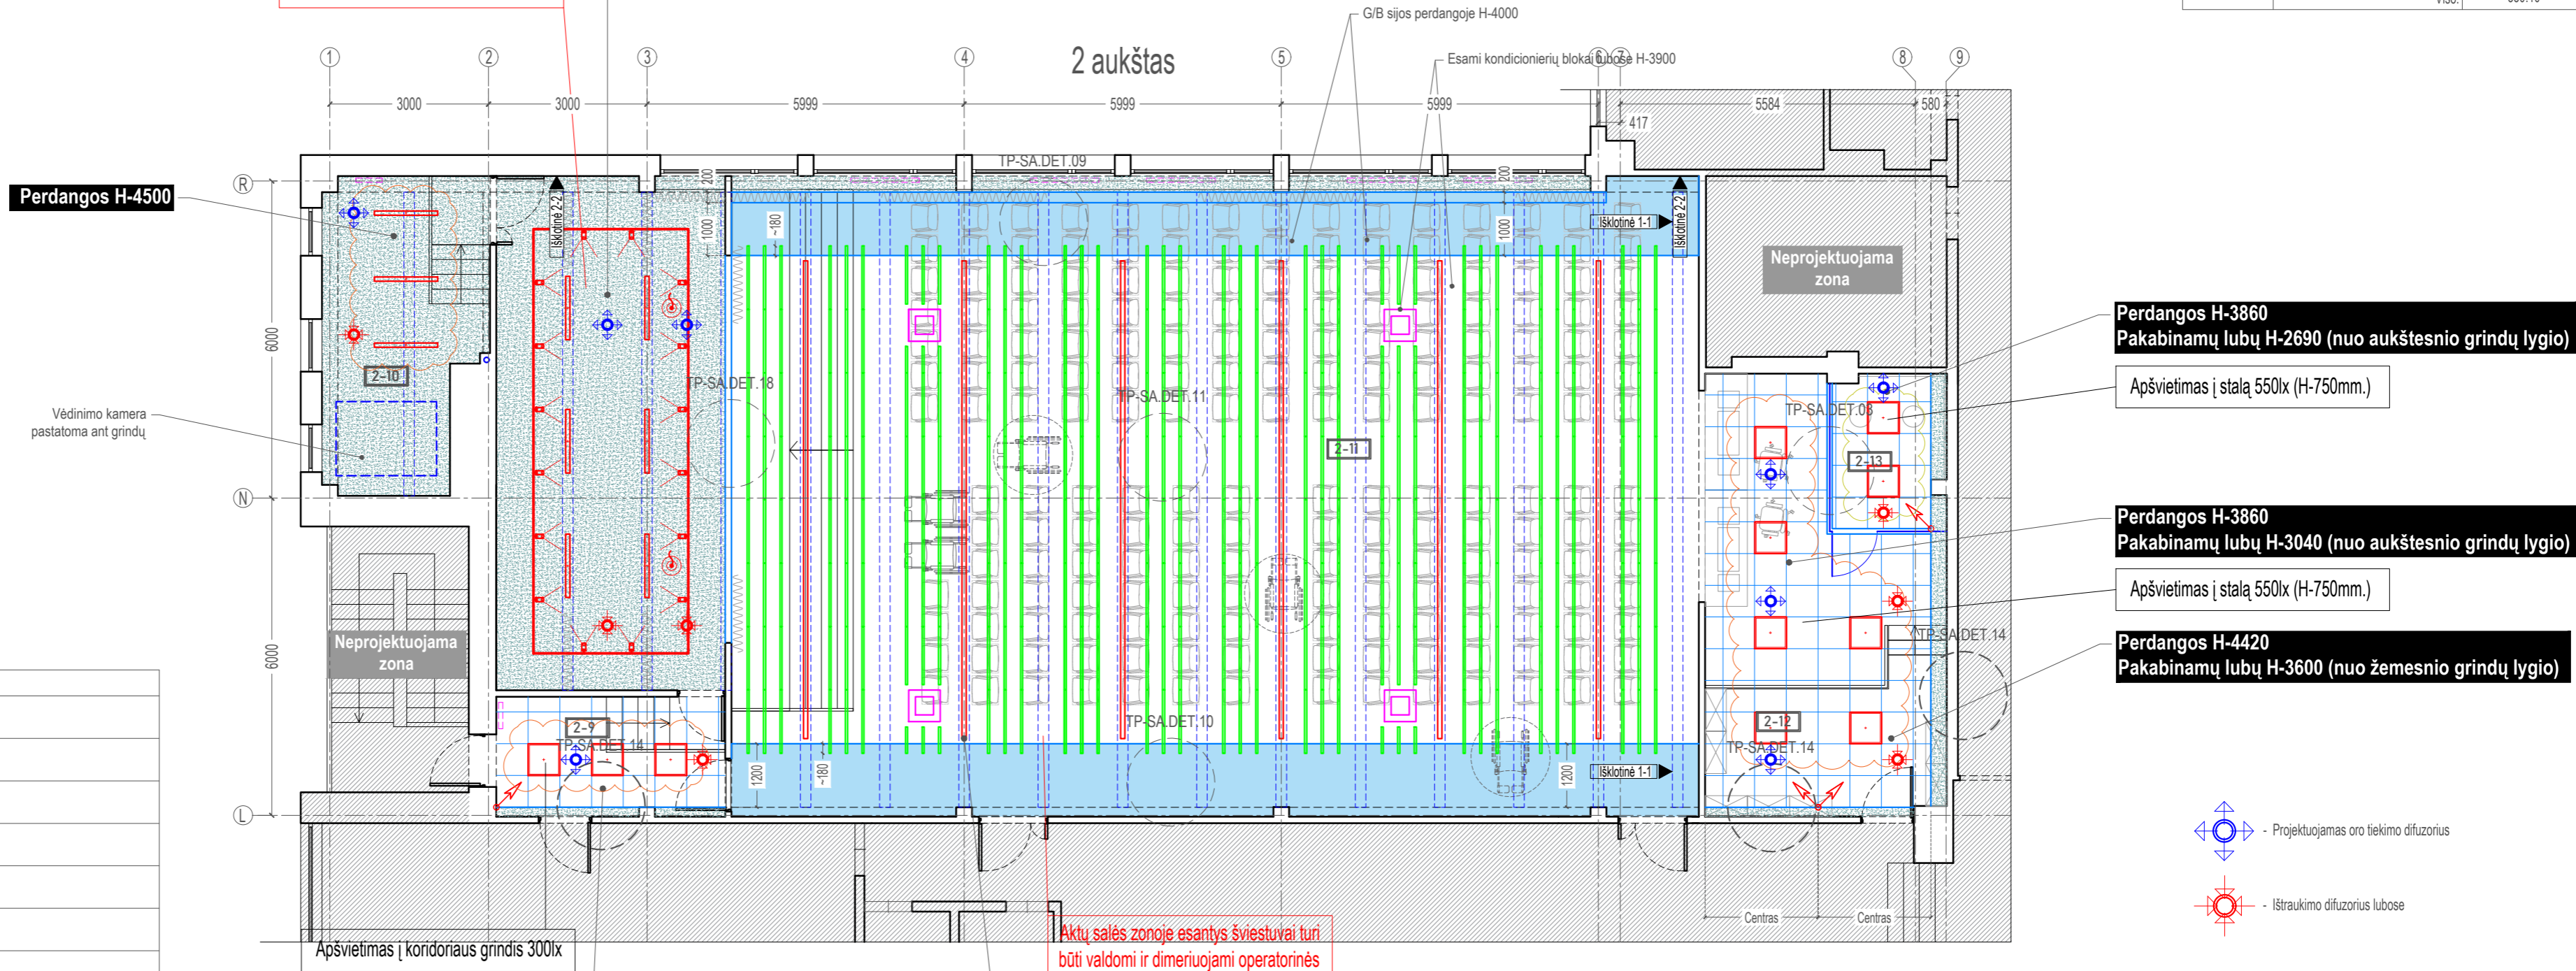 G/B sijos perdangoje H-4000
2 aukštas
Esami kondicionierių blokai lubose H-3900
1
2
3
4
5
6
7
8
9
3000
3000
5999
5999
5999
5584
580
417
TP-SA.DET.09
R
N
L
6000
6000
Perdangos H-4500
200
1000
~180
200
1000
Išklotinė 2-2
Išklotinė 1-1
Išklotinė 2-2
Neprojektuojama
zona
Perdangos H-3860
Pakabinamų lubų H-2690 (nuo aukštesnio grindų lygio)
Apšvietimas į stalą 550lx (H-750mm.)
2-10
TP-SA.DET.18
TP-SA.DET.11
TP-SA.DET.03
Vėdinimo kamera
pastatoma ant grindų
2-11
2-13
Perdangos H-3860
Pakabinamų lubų H-3040 (nuo aukštesnio grindų lygio)
Apšvietimas į stalą 550lx (H-750mm.)
Neprojektuojama
zona
TP-SA.DET.14
Perdangos H-4420
Pakabinamų lubų H-3600 (nuo žemesnio grindų lygio)
2-9
TP-SA.DET.14
TP-SA.DET.10
2-12
TP-SA.DET.14
1200
~180
1200
Išklotinė 1-1
- Projektuojamas oro tiekimo difuzorius
- Ištraukimo difuzorius lubose
Centras
Centras
Apšvietimas į koridoriaus grindis 300lx
Aktų salės zonoje esantys šviestuvai turi
būti valdomi ir dimeriuojami operatorinės